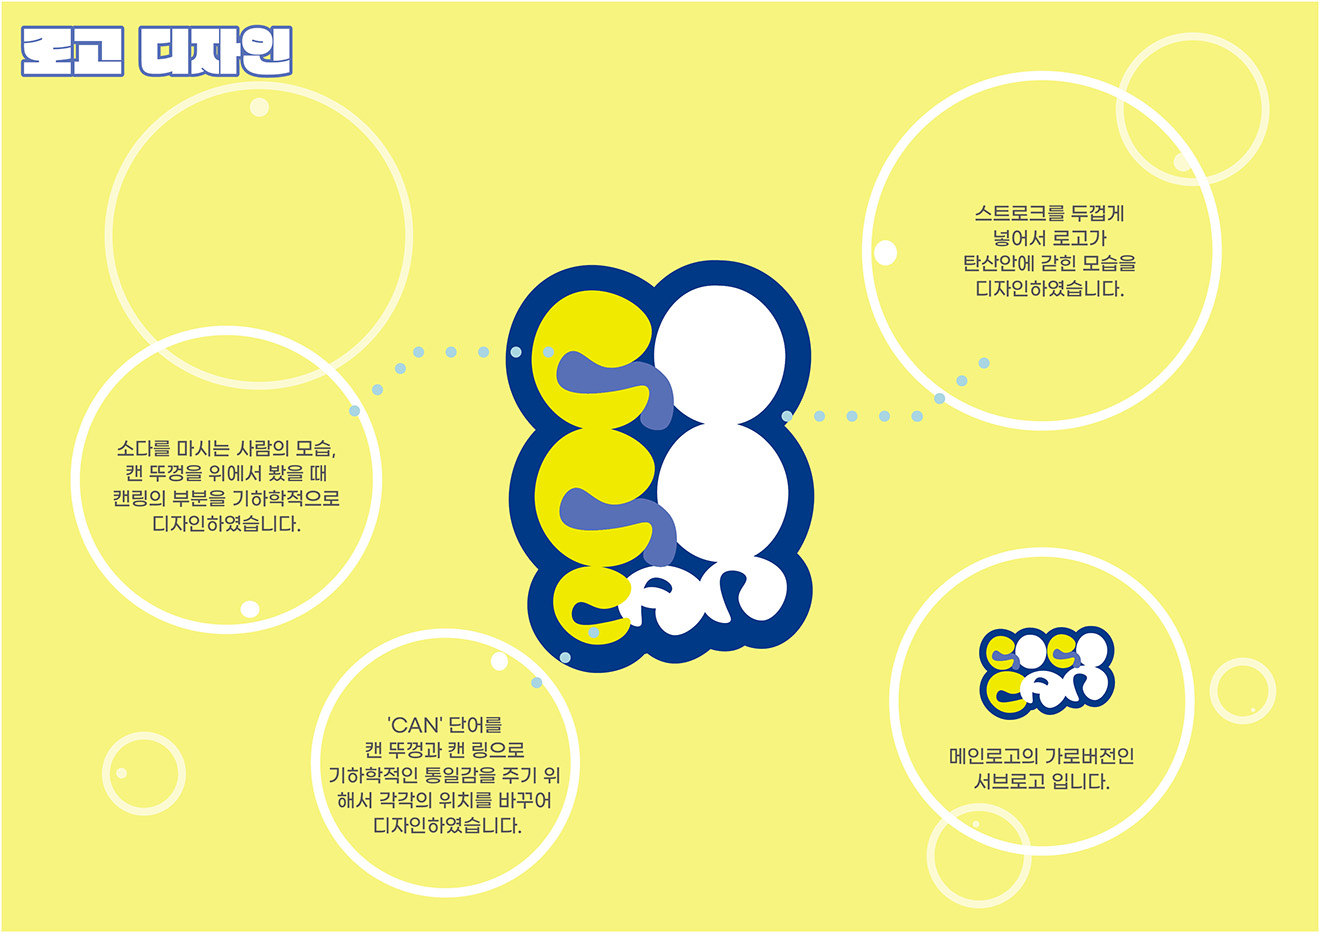 로고 디자인
스트로크를 두껍게
넣어서 로고가
탄산안에 갇힌 모습을
디자인하였습니다.
소다를 마시는 사람의 모습,
캔 뚜껑을 위에서 봤을 때
캔링의 부분을 기하학적으로
디자인하였습니다.
CAN
'CAN' 단어를
캔 뚜껑과 캔 링으로
기하학적인 통일감을 주기 위
해서 각각의 위치를 바꾸어
디자인하였습니다.
CAN
메인로고의 가로버전인
서브로고 입니다.